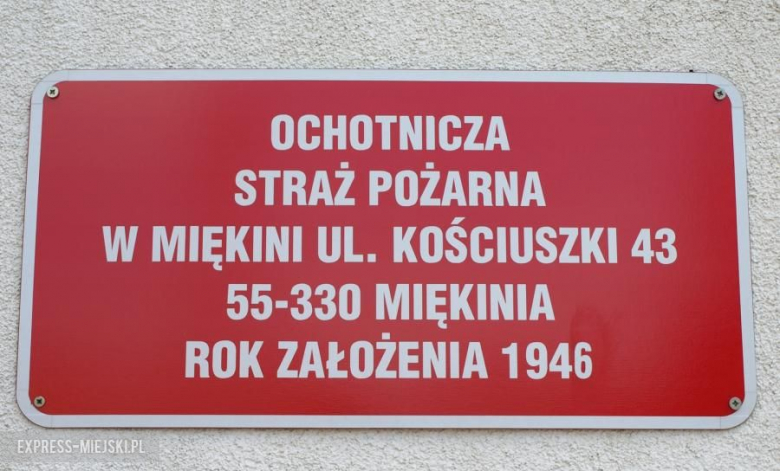 OCHOTNICZA
STRAŻ POŻARNA
W MIĘKINI UL. KOŚCIUSZKI 43
55-330 MIĘKINIA
ROK ZAŁOŻENIA 1946
EXPRESS-MIEJSKI.PL